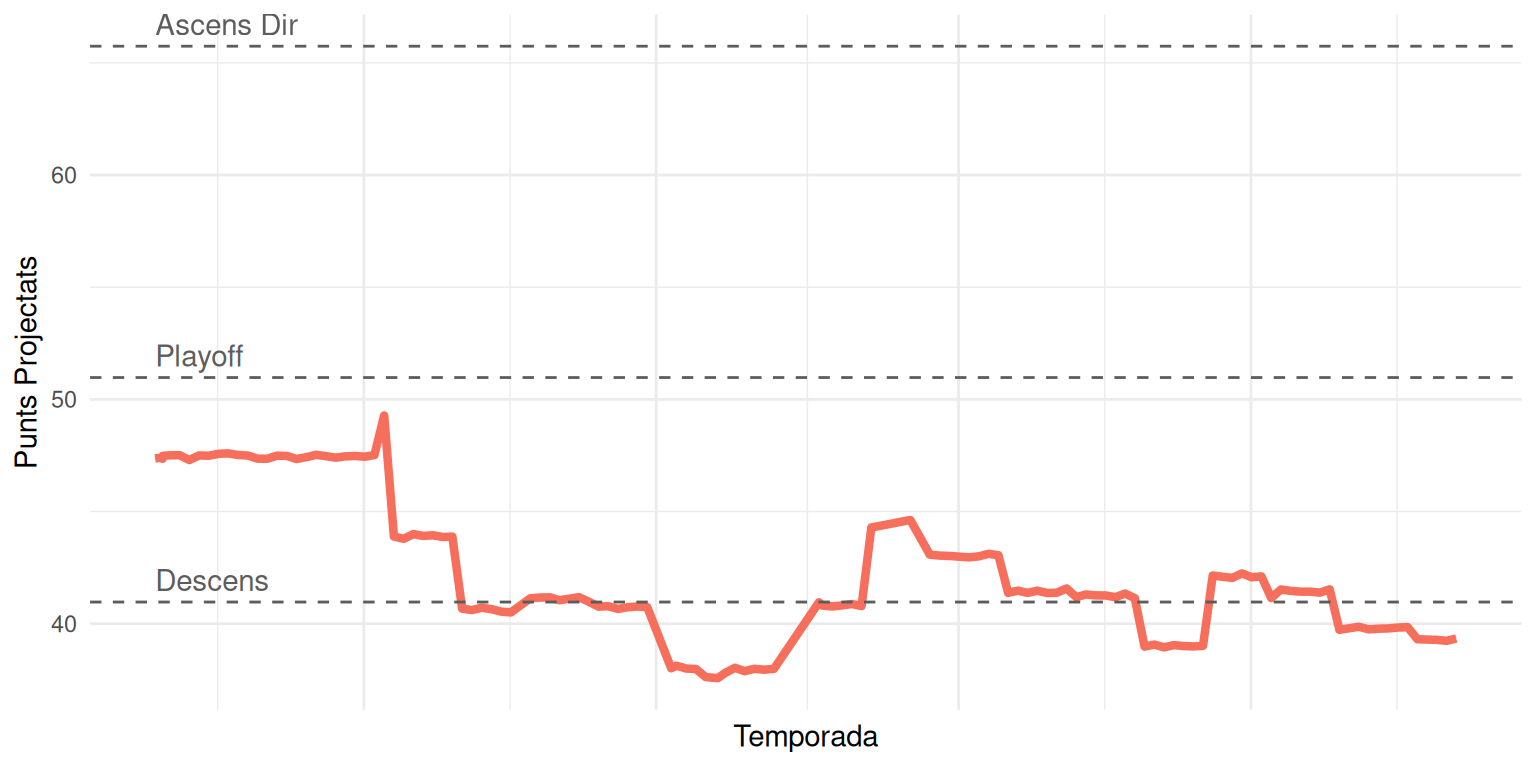 Ascens Dir
60
Playoff
50
Descens
40
Punts Projectats
Temporada